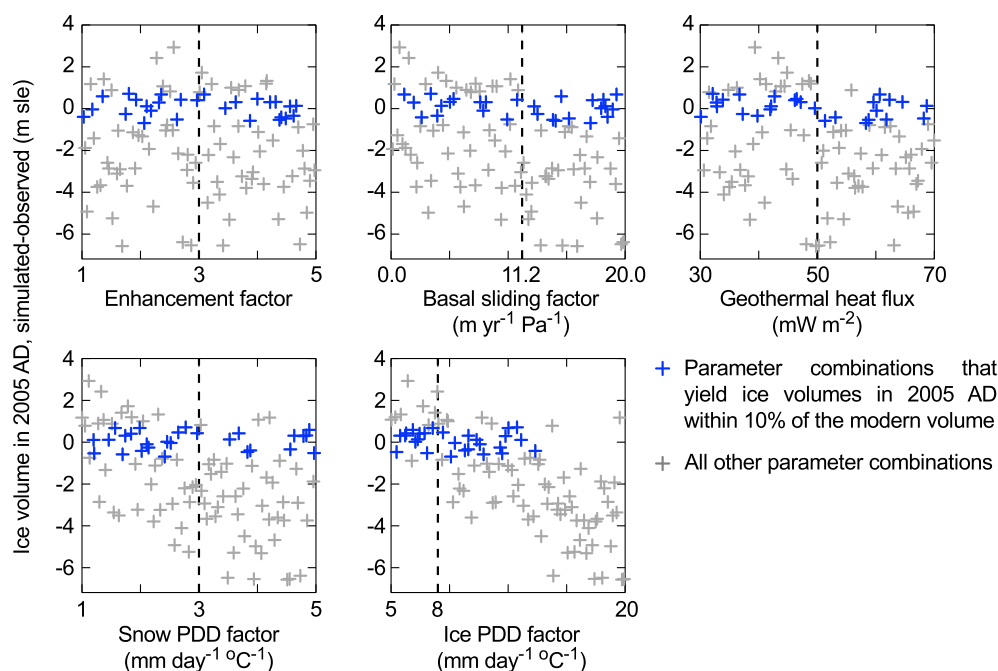 Ice volume in 2005 AD, simulated-observed (m sle)
4
2
0
-2
-4
-6
1 3 5
Enhancement factor
4
2
0
-2
-4
-6
0.0 11.2 20.0
Basal sliding factor
(m yr-1 Pa-1)
4
2
0
-2
-4
-6
30 50 70
Geothermal heat flux
(mW m-2)
4
2
0
-2
-4
-6
1 3 5
Snow PDD factor
(mm day-1 oC-1)
4
2
0
-2
-4
-6
5 8 20
Ice PDD factor
(mm day-1 oC-1)
Parameter combinations that
yield ice volumes in 2005 AD
within 10% of the modern volume
All other parameter combinations